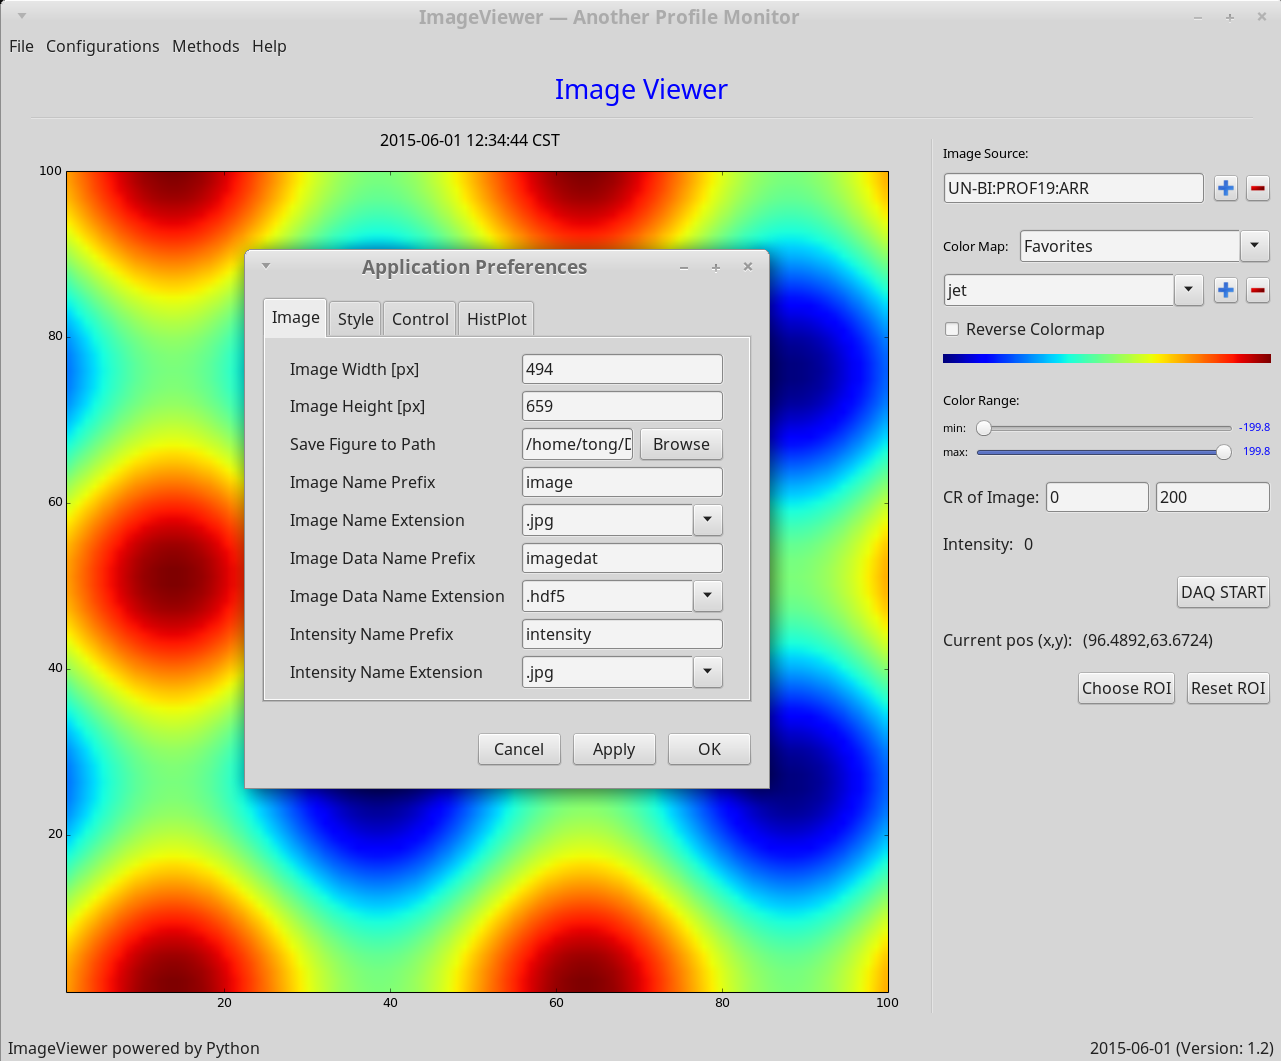 ImageViewer — Another Profile Monitor
File Configurations Methods Help
Image Viewer
2015-06-01 12:34:44 CST
100
80
60
40
20
20 40 60 80 100
Application Preferences
Image Style Control HistPlot
Image Width [px] 494
Image Height [px] 659
Save Figure to Path /home/tong/D Browse
Image Name Prefix image
Image Name Extension .jpg
Image Data Name Prefix imagedat
Image Data Name Extension .hdf5
Intensity Name Prefix intensity
Intensity Name Extension .jpg
Cancel Apply OK
Image Source:
UN-BI:PROF19:ARR
Color Map: Favorites
jet
Reverse Colormap
Color Range:
min: -199.8
max: 199.8
CR of Image: 0 200
Intensity: 0
DAQ START
Current pos (x,y): (96.4892,63.6724)
Choose ROI Reset ROI
ImageViewer powered by Python
2015-06-01 (Version: 1.2)